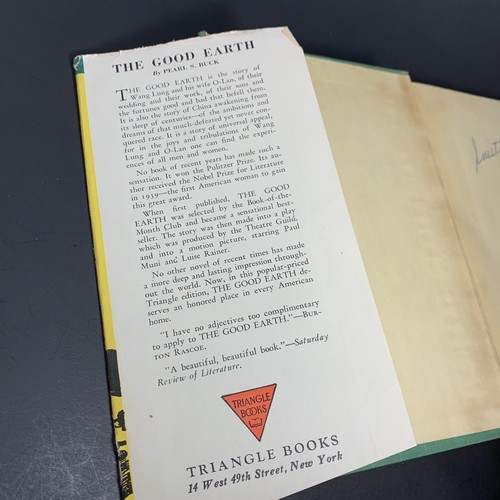 THE GOOD EARTH
By PEARL S. BUCK
THE GOOD EARTH is the story of
Wang Lung and his wife O-Lan, of their
wedding and their work, of their sons and
the fortunes good and bad that befell them.
It is also the story of China awakening from
its sleep of centuries—of the ambitions and
dreams of that much-defeated yet never con-
quered race. It is a story of universal appeal,
for in the joys and tribulations of Wang
Lung and O-Lan one can find the experi-
ences of all men and women.
No book of recent years has made such a
sensation. It won the Pulitzer Prize. Its au-
thor received the Nobel Prize for Literature
in 1939—the first American woman to gain
this great award.
When first published, THE GOOD
EARTH was selected by the Book-of-the-
Month Club and became a sensational best-
seller. The story was then made into a play
which was produced by the Theatre Guild,
and into a motion picture, starring Paul
Muni and Luise Rainer.
No other novel of recent times has made
a more deep and lasting impression through-
out the world. Now, in this popular-priced
Triangle edition, THE GOOD EARTH de-
serves an honored place in every American
home.
"I have no adjectives too complimentary
to apply to THE GOOD EARTH."—BUR-
TON RASCOE.
"A beautiful, beautiful book."—Saturday
Review of Literature.
TRIANGLE
BOOKS
TRIANGLE BOOKS
14 West 49th Street, New York